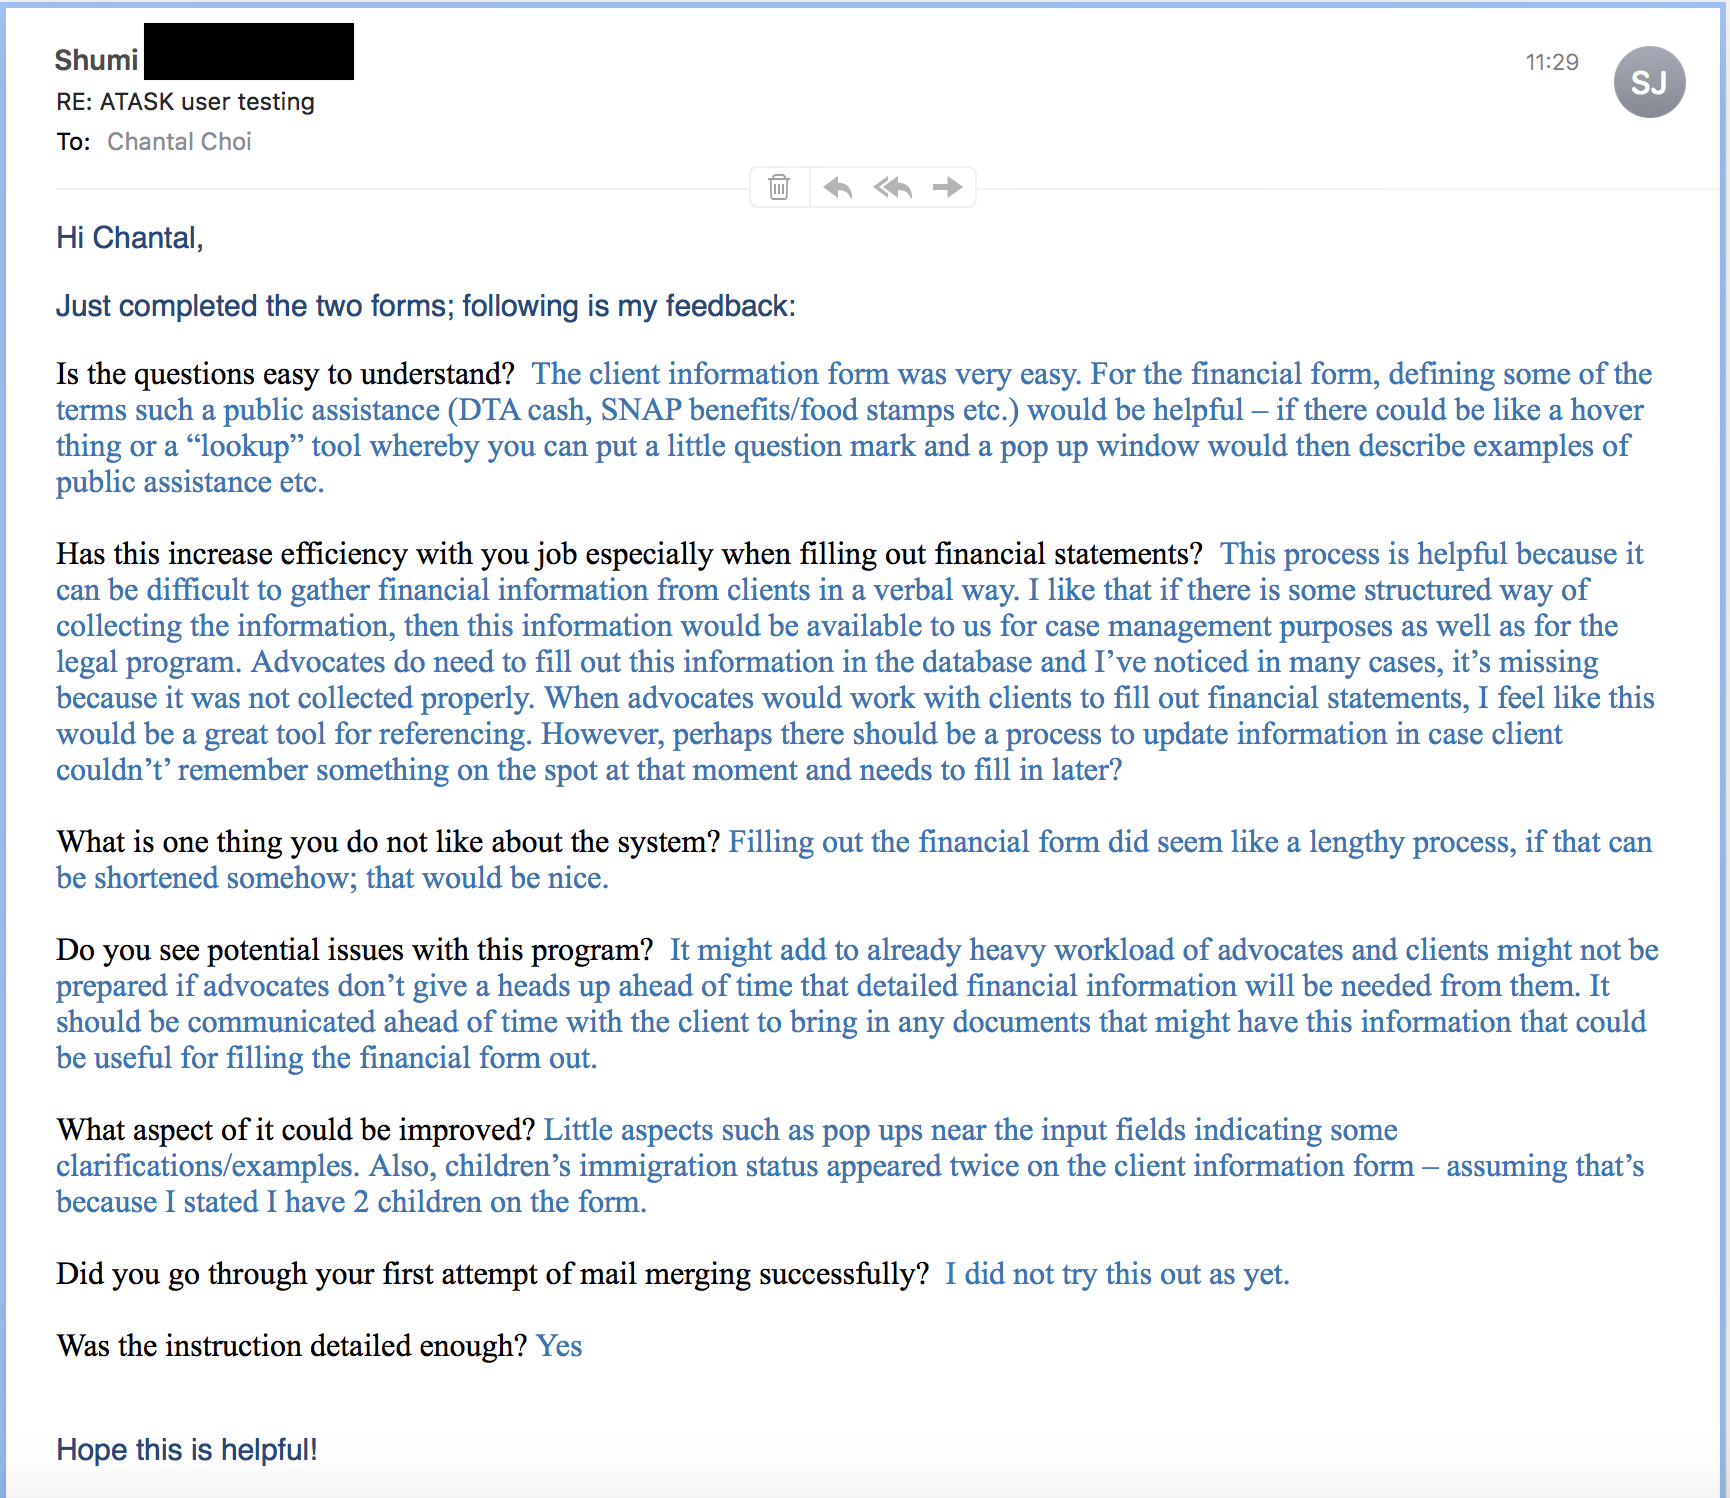 Shumi
11:29
SJ
RE: ATASK user testing
To: Chantal Choi
Hi Chantal,
Just completed the two forms; following is my feedback:
Is the questions easy to understand?  The client information form was very easy. For the financial form, defining some of the
terms such a public assistance (DTA cash, SNAP benefits/food stamps etc.) would be helpful – if there could be like a hover
thing or a “lookup” tool whereby you can put a little question mark and a pop up window would then describe examples of
public assistance etc.
Has this increase efficiency with you job especially when filling out financial statements?  This process is helpful because it
can be difficult to gather financial information from clients in a verbal way. I like that if there is some structured way of
collecting the information, then this information would be available to us for case management purposes as well as for the
legal program. Advocates do need to fill out this information in the database and I’ve noticed in many cases, it’s missing
because it was not collected properly. When advocates would work with clients to fill out financial statements, I feel like this
would be a great tool for referencing. However, perhaps there should be a process to update information in case client
couldn’t’ remember something on the spot at that moment and needs to fill in later?
What is one thing you do not like about the system? Filling out the financial form did seem like a lengthy process, if that can
be shortened somehow; that would be nice.
Do you see potential issues with this program?  It might add to already heavy workload of advocates and clients might not be
prepared if advocates don’t give a heads up ahead of time that detailed financial information will be needed from them. It
should be communicated ahead of time with the client to bring in any documents that might have this information that could
be useful for filling the financial form out.
What aspect of it could be improved? Little aspects such as pop ups near the input fields indicating some
clarifications/examples. Also, children’s immigration status appeared twice on the client information form – assuming that’s
because I stated I have 2 children on the form.
Did you go through your first attempt of mail merging successfully?  I did not try this out as yet.
Was the instruction detailed enough? Yes
Hope this is helpful!